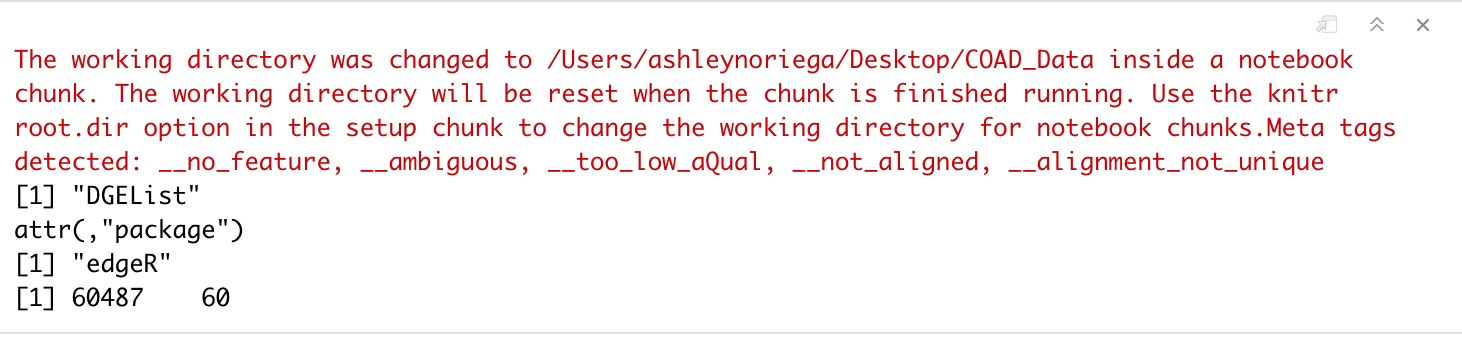 The working directory was changed to /Users/ashleynoriega/Desktop/COAD_Data inside a notebook
chunk. The working directory will be reset when the chunk is finished running. Use the knitr
root.dir option in the setup chunk to change the working directory for notebook chunks.Meta tags
detected: __no_feature, __ambiguous, __too_low_aQual, __not_aligned, __alignment_not_unique
[1] "DGEList"
attr(,"package")
[1] "edgeR"
[1] 60487    60